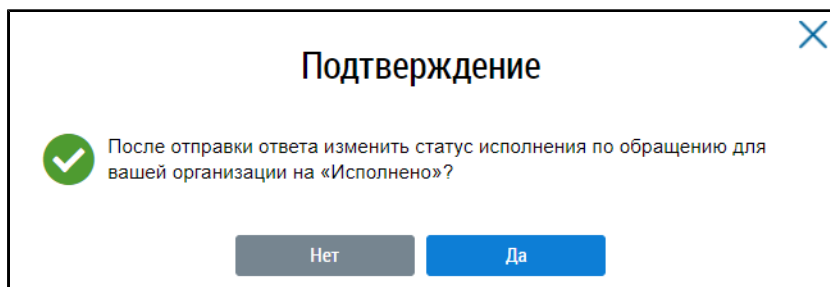 Подтверждение
После отправки ответа изменить статус исполнения по обращению для
вашей организации на «Исполнено»?
Нет
Да